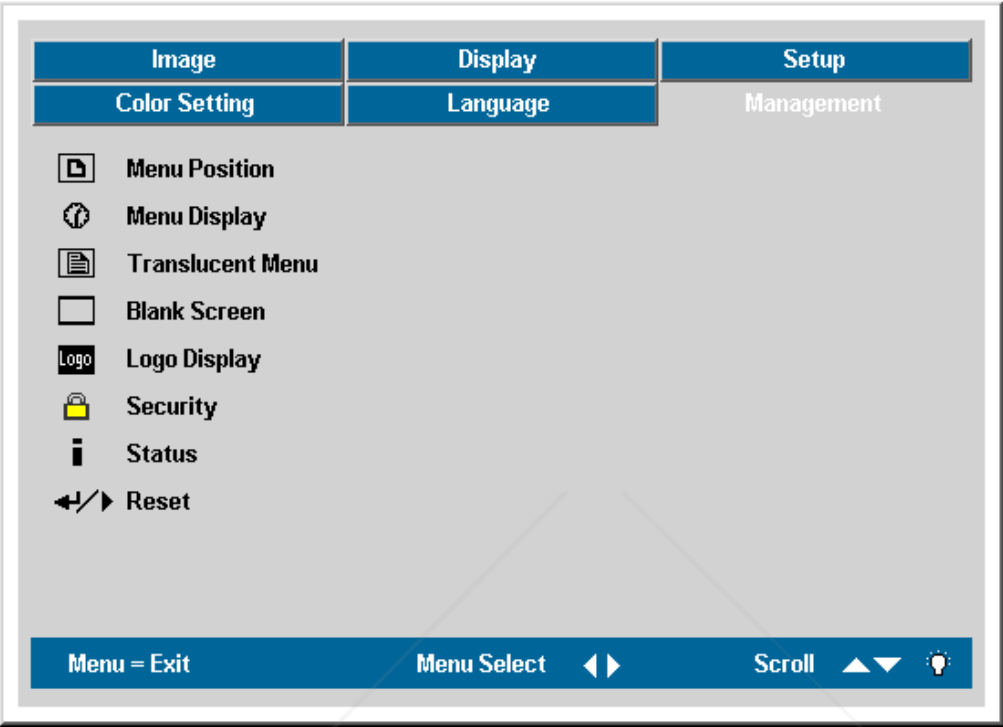 Image Display Setup
Color Setting Language Management
Menu Position
Menu Display
Translucent Menu
Blank Screen
Logo Logo Display
Security
Status
Reset
Menu = Exit Menu Select Scroll